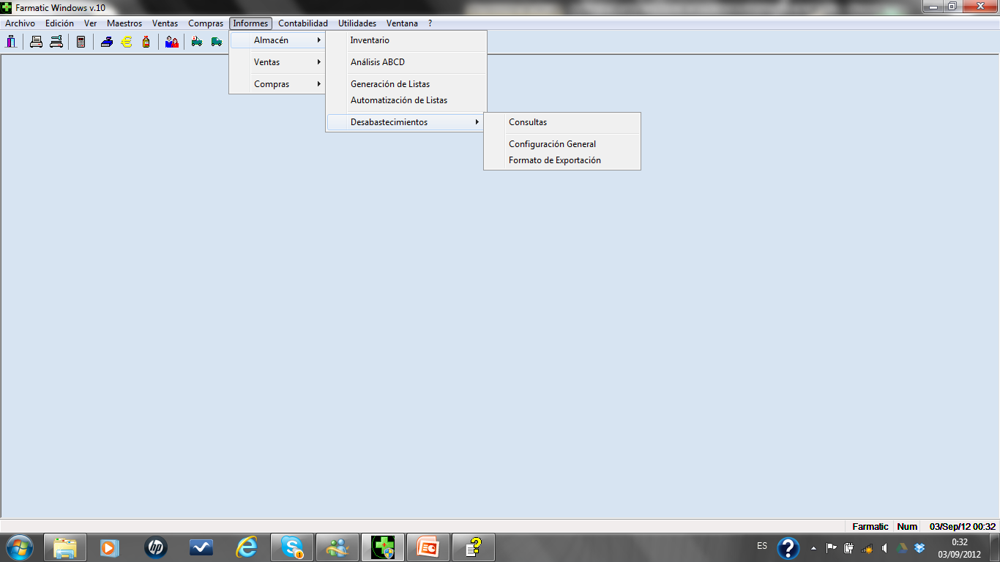 Farmatic Windows v.10
Archivo Edición Ver Maestros Ventas Compras Informes Contabilidad Utilidades Ventana ?
Almacén
Ventas
Compras
Inventario
Análisis ABCD
Generación de Listas
Automatización de Listas
Desabastecimientos
Consultas
Configuración General
Formato de Exportación
Farmatic Num 03/Sep/12 00:32
hp
S 1
ES ? 0:32
03/09/2012